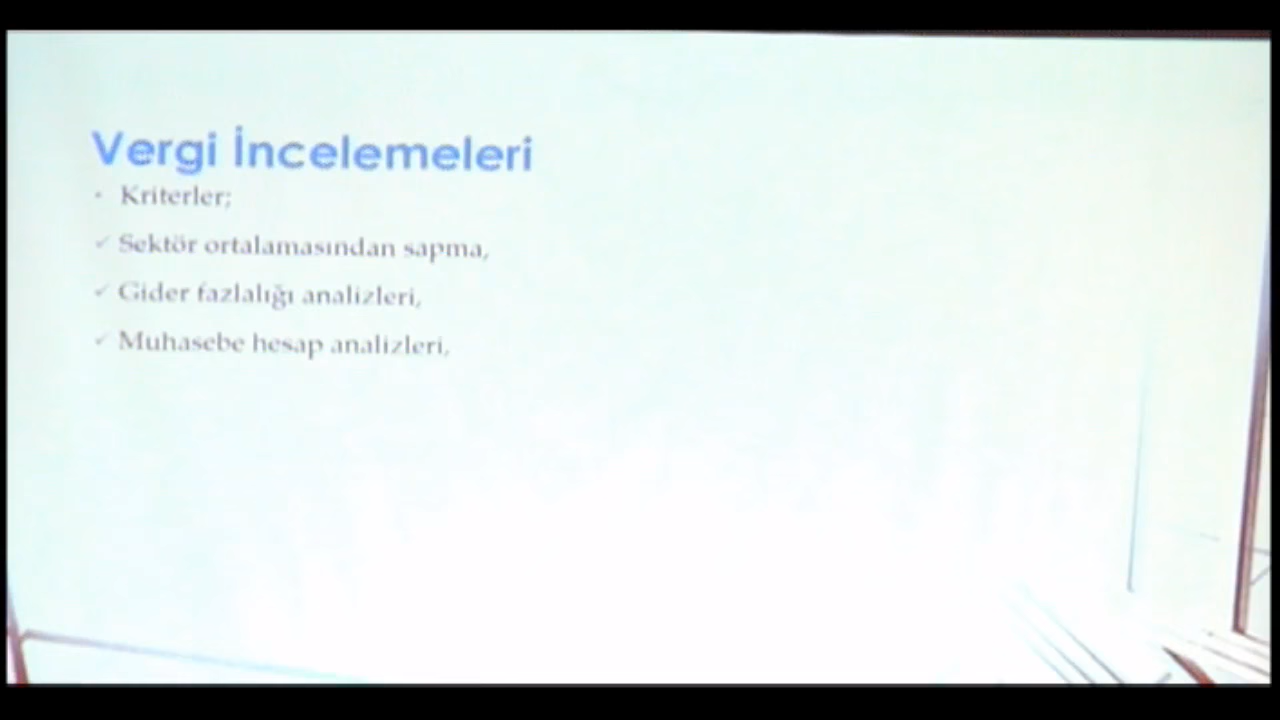 Vergi İncelemeleri
• Kriterler;
✓ Sektör ortalamasından sapma,
✓ Gider fazlalığı analizleri,
✓ Muhasebe hesap analizleri,